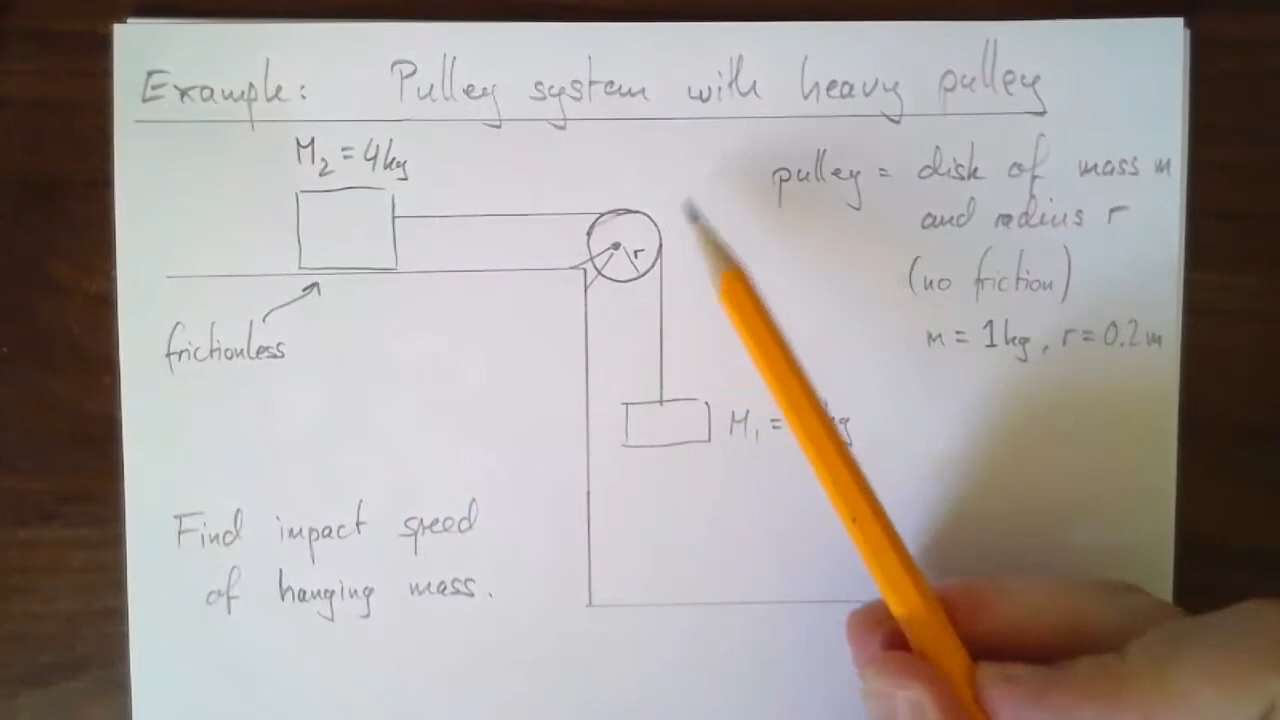 Example: Pulley system with heavy pulley
M₂ = 4kg
pulley = disk of mass m
and radius r
(no friction)
m = 1kg, r = 0.2m
r
frictionless
M₁ = kg
Find impact speed
of hanging mass.